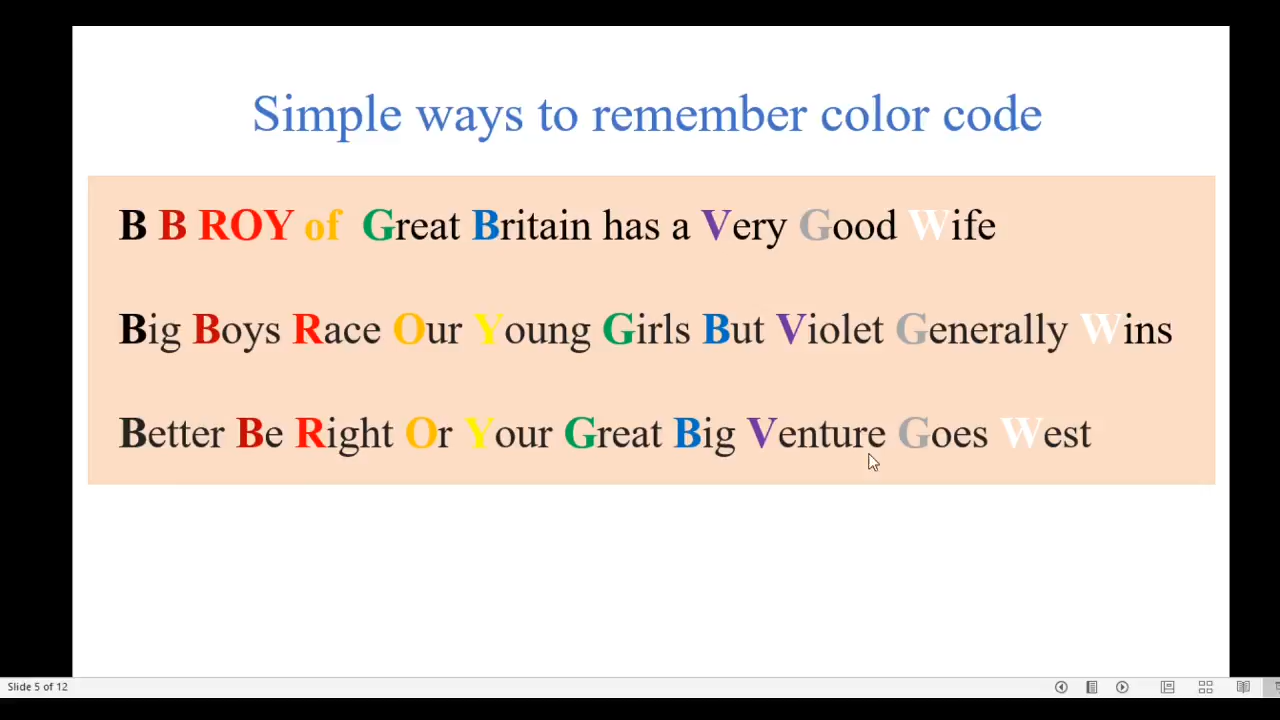 Simple ways to remember color code
B B ROY of Great Britain has a Very Good Wife
Big Boys Race Our Young Girls But Violet Generally Wins
Better Be Right Or Your Great Big Venture Goes West
Slide 5 of 12